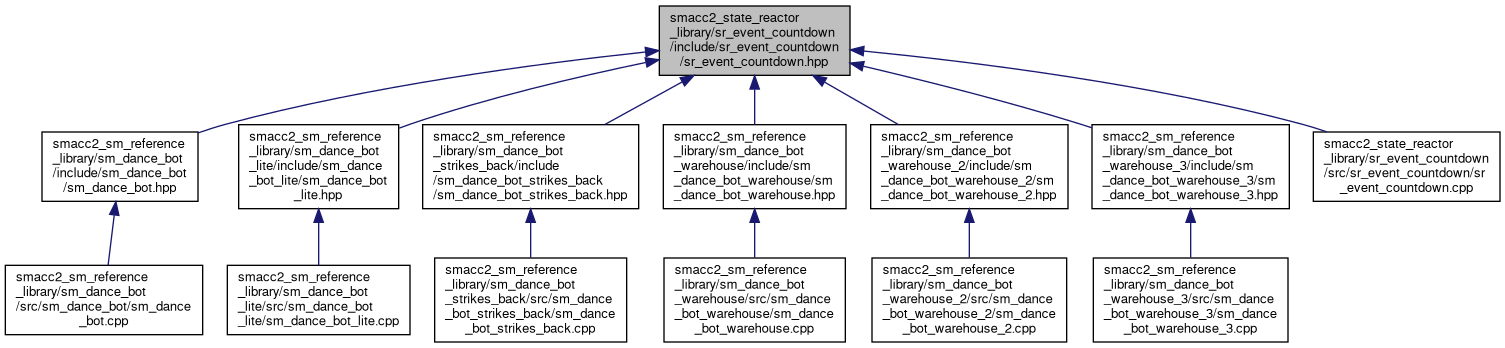 smacc2_state_reactor
_library/sr_event_countdown
/include/sr_event_countdown
/sr_event_countdown.hpp
smacc2_sm_reference
_library/sm_dance_bot
/include/sm_dance_bot
/sm_dance_bot.hpp
smacc2_sm_reference
_library/sm_dance_bot
_lite/include/sm_dance
_bot_lite/sm_dance_bot
_lite.hpp
smacc2_sm_reference
_library/sm_dance_bot
_strikes_back/include
/sm_dance_bot_strikes_back
/sm_dance_bot_strikes_back.hpp
smacc2_sm_reference
_library/sm_dance_bot
_warehouse/include/sm
_dance_bot_warehouse/sm
_dance_bot_warehouse.hpp
smacc2_sm_reference
_library/sm_dance_bot
_warehouse_2/include/sm
_dance_bot_warehouse_2/sm
_dance_bot_warehouse_2.hpp
smacc2_sm_reference
_library/sm_dance_bot
_warehouse_3/include/sm
_dance_bot_warehouse_3/sm
_dance_bot_warehouse_3.hpp
smacc2_state_reactor
_library/sr_event_countdown
/src/sr_event_countdown/sr
_event_countdown.cpp
smacc2_sm_reference
_library/sm_dance_bot
/src/sm_dance_bot/sm_dance
_bot.cpp
smacc2_sm_reference
_library/sm_dance_bot
_lite/src/sm_dance_bot
_lite/sm_dance_bot_lite.cpp
smacc2_sm_reference
_library/sm_dance_bot
_strikes_back/src/sm_dance
_bot_strikes_back/sm_dance
_bot_strikes_back.cpp
smacc2_sm_reference
_library/sm_dance_bot
_warehouse/src/sm_dance
_bot_warehouse/sm_dance
_bot_warehouse.cpp
smacc2_sm_reference
_library/sm_dance_bot
_warehouse_2/src/sm_dance
_bot_warehouse_2/sm_dance
_bot_warehouse_2.cpp
smacc2_sm_reference
_library/sm_dance_bot
_warehouse_3/src/sm_dance
_bot_warehouse_3/sm_dance
_bot_warehouse_3.cpp